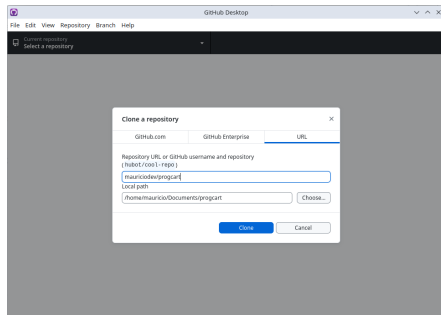 GitHub Desktop
File Edit View Repository Branch Help
Current repository
Select a repository
Clone a repository
GitHub.com GitHub Enterprise URL
Repository URL or GitHub username and repository
(hubot/cool-repo)
mauriciodev/progcart
Local path
/home/mauricio/Documents/progcart Choose...
Clone Cancel